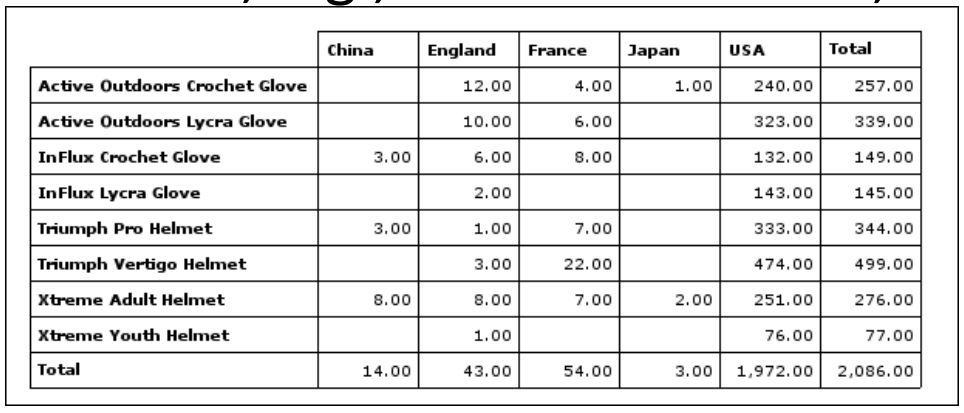 China England France Japan USA Total
Active Outdoors Crochet Glove 12.00 4.00 1.00 240.00 257.00
Active Outdoors Lycra Glove 10.00 6.00 323.00 339.00
InFlux Crochet Glove 3.00 6.00 8.00 132.00 149.00
InFlux Lycra Glove 2.00 143.00 145.00
Triumph Pro Helmet 3.00 1.00 7.00 333.00 344.00
Triumph Vertigo Helmet 3.00 22.00 474.00 499.00
Xtreme Adult Helmet 8.00 8.00 7.00 2.00 251.00 276.00
Xtreme Youth Helmet 1.00 76.00 77.00
Total 14.00 43.00 54.00 3.00 1,972.00 2,086.00